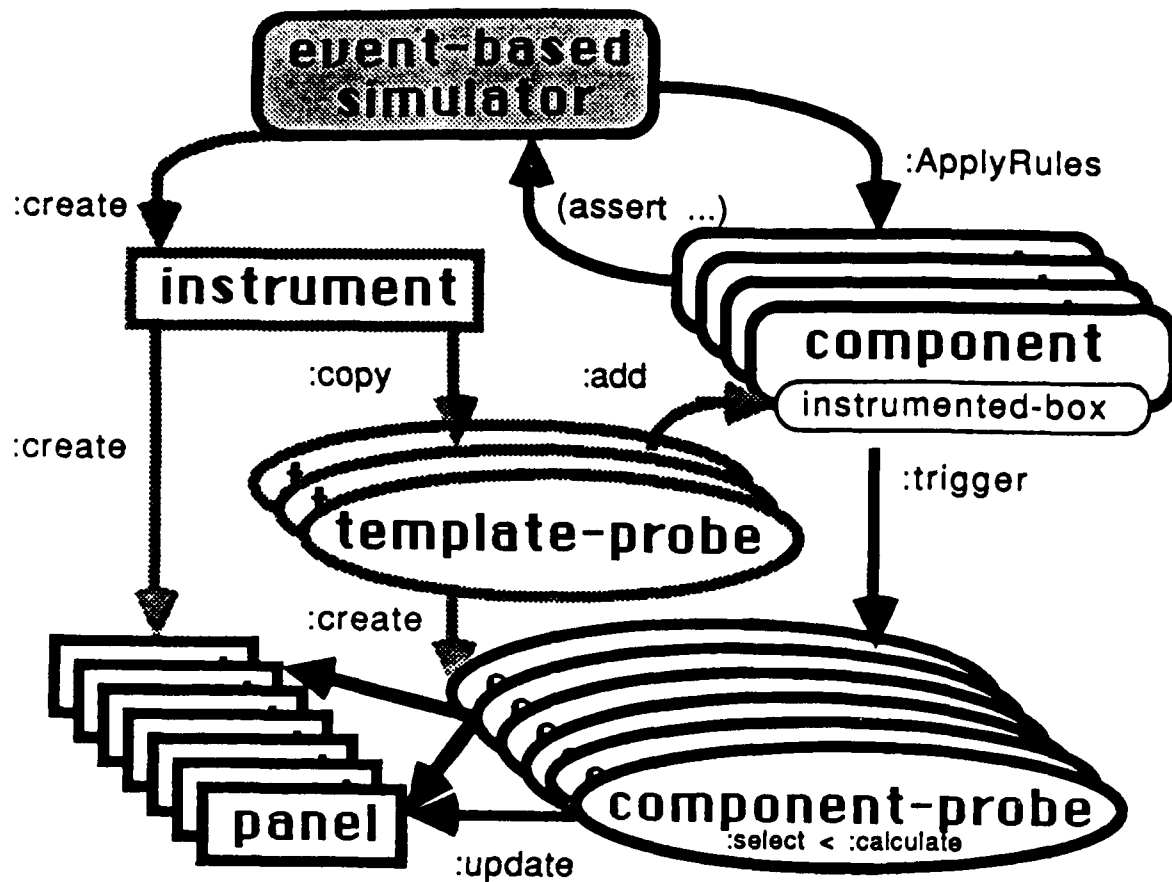 event-based
simulator
:ApplyRules
:create
(assert ...)
instrument
component
:copy
:add
instrumented-box
:create
:trigger
template-probe
:create
component-probe
panel
:select < :calculate
:update